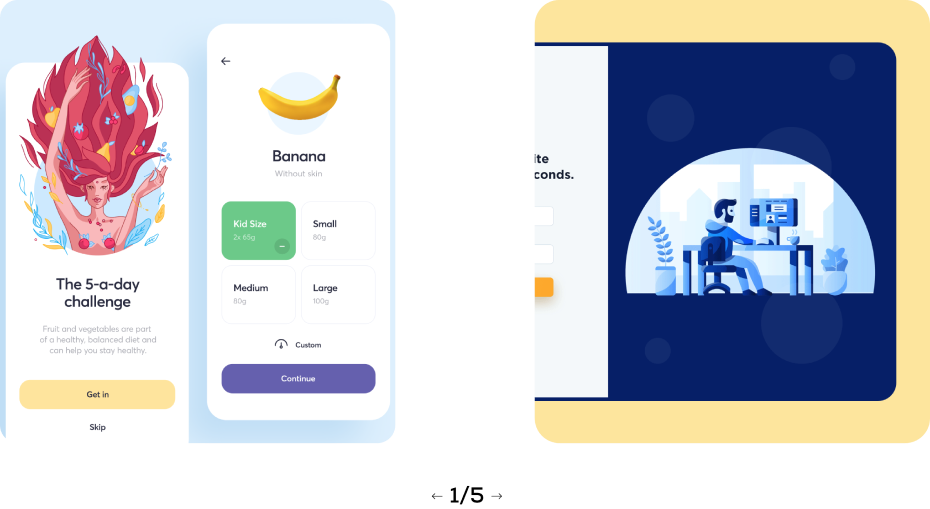 Banana
Without skin
Kid Size
2x 65g
Small
80g
Medium
80g
Large
100g
Custom
Continue
The 5-a-day
challenge
Fruit and vegetables are part
of a healthy, balanced diet and
can help you stay healthy.
Get in
Skip
ite
conds.
1/5